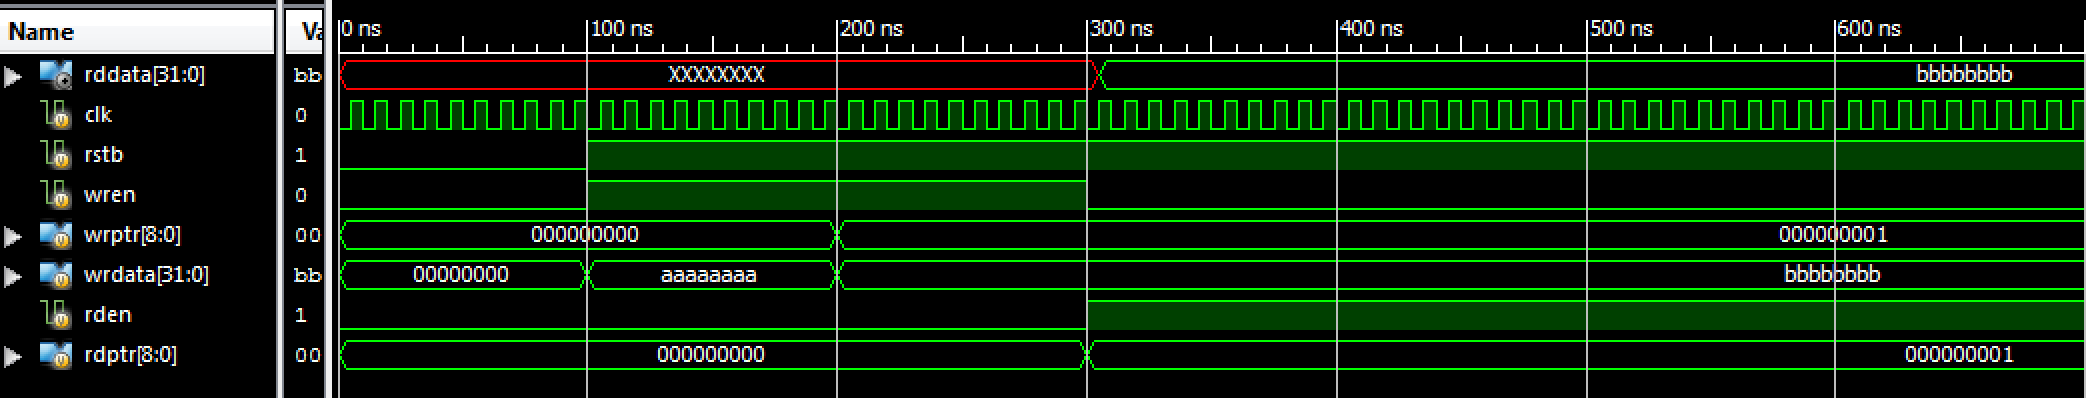 Name Va 0 ns 100 ns 200 ns 300 ns 400 ns 500 ns 600 ns
rddata[31:0] bb XXXXXXXX bbbbbbbb
clk 0
rstb 1
wren 0
wrptr[8:0] 00 000000000 000000001
wrdata[31:0] bb 00000000 aaaaaaaa bbbbbbbb
rden 1
rdptr[8:0] 00 000000000 000000001